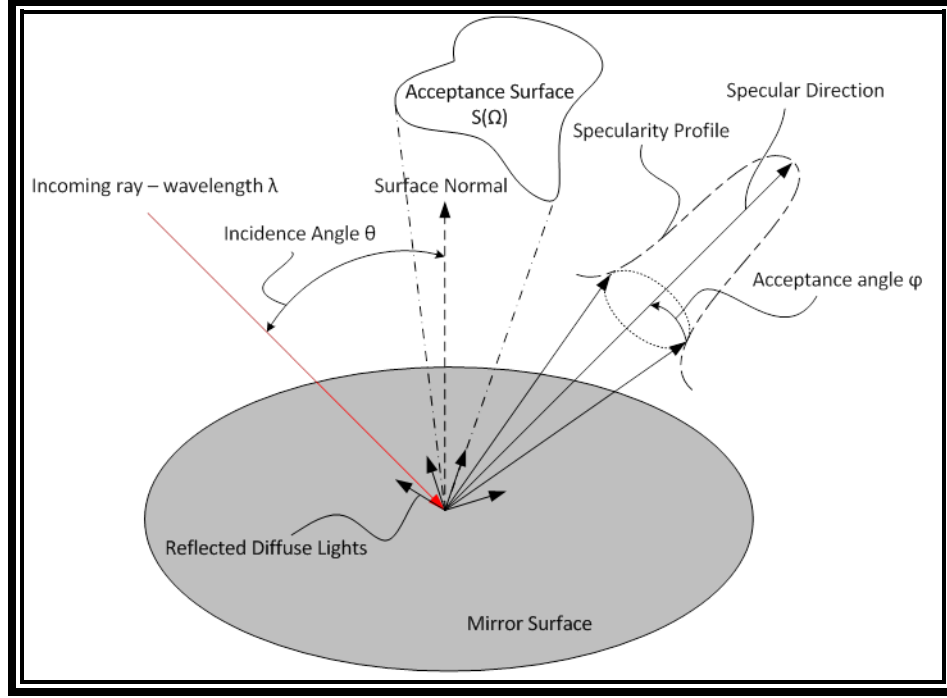 Acceptance Surface
S(Ω)
Specular Direction
Specularity Profile
Incoming ray – wavelength λ
Surface Normal
Incidence Angle θ
Acceptance angle φ
Reflected Diffuse Lights
Mirror Surface